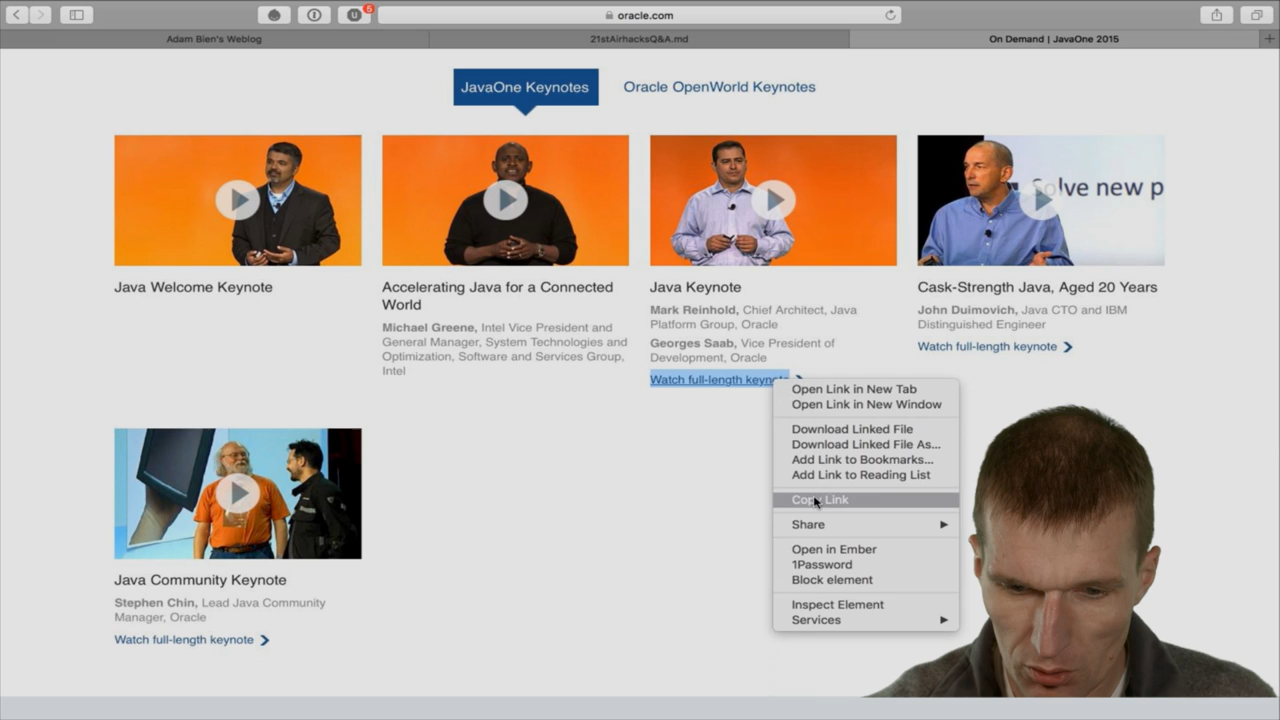 5
oracle.com
Adam Bien's Weblog
21stAirhacksQ&A.md
On Demand | JavaOne 2015
JavaOne Keynotes
Oracle OpenWorld Keynotes
Solve new p
Java Welcome Keynote
Accelerating Java for a Connected
World
Michael Greene, Intel Vice President and
General Manager, System Technologies and
Optimization, Software and Services Group,
Intel
Java Keynote
Mark Reinhold, Chief Architect, Java
Platform Group, Oracle
Georges Saab, Vice President of
Development, Oracle
Watch full-length keynote
Cask-Strength Java, Aged 20 Years
John Duimovich, Java CTO and IBM
Distinguished Engineer
Watch full-length keynote
Open Link in New Tab
Open Link in New Window
Download Linked File
Download Linked File As...
Add Link to Bookmarks...
Add Link to Reading List
Copy Link
Share
Open in Ember
1Password
Block element
Inspect Element
Services
Java Community Keynote
Stephen Chin, Lead Java Community
Manager, Oracle
Watch full-length keynote